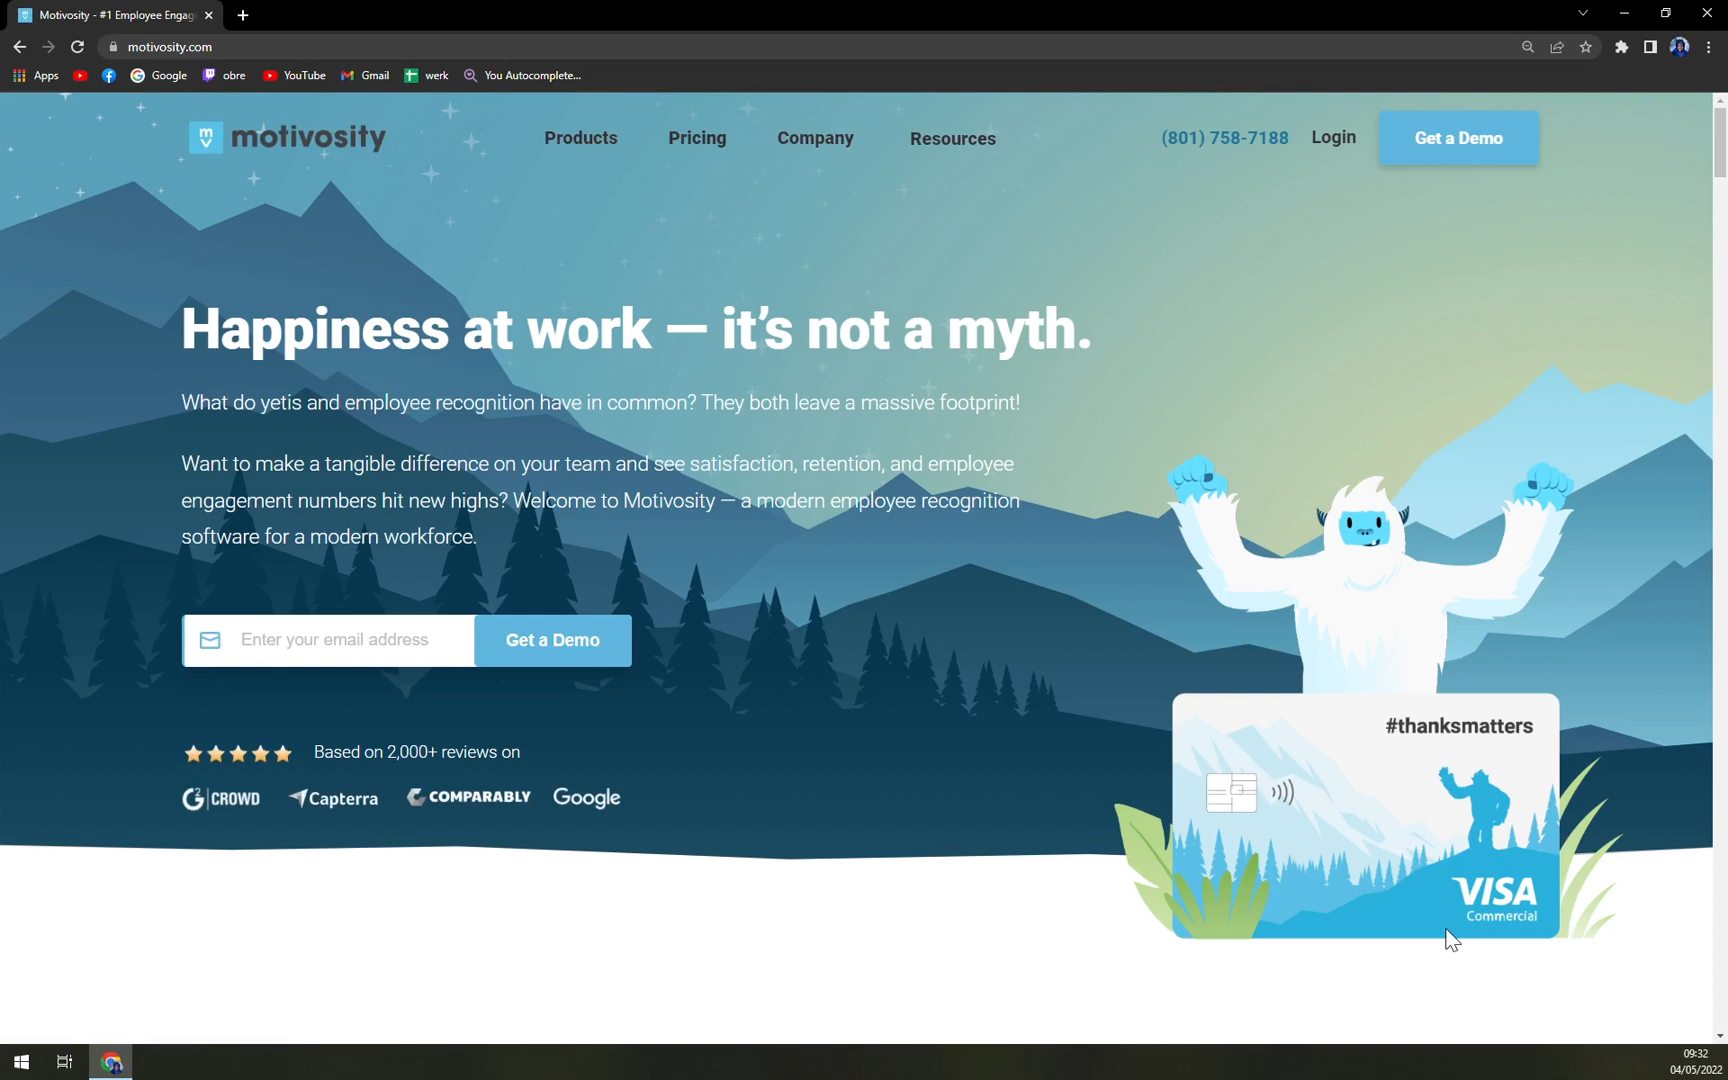 Motivosity - #1 Employee Engag
motivosity.com
Apps
Google
obre
YouTube
Gmail
werk
You Autocomplete...
motivosity
Products
Pricing
Company
Resources
(801) 758-7188
Login
Get a Demo
Happiness at work — it's not a myth.
What do yetis and employee recognition have in common? They both leave a massive footprint!
Want to make a tangible difference on your team and see satisfaction, retention, and employee
engagement numbers hit new highs? Welcome to Motivosity — a modern employee recognition
software for a modern workforce.
Enter your email address
Get a Demo
#thanksmatters
Based on 2,000+ reviews on
G2 CROWD
Capterra
COMPARABLY
Google
VISA
Commercial
09:32
04/05/2022